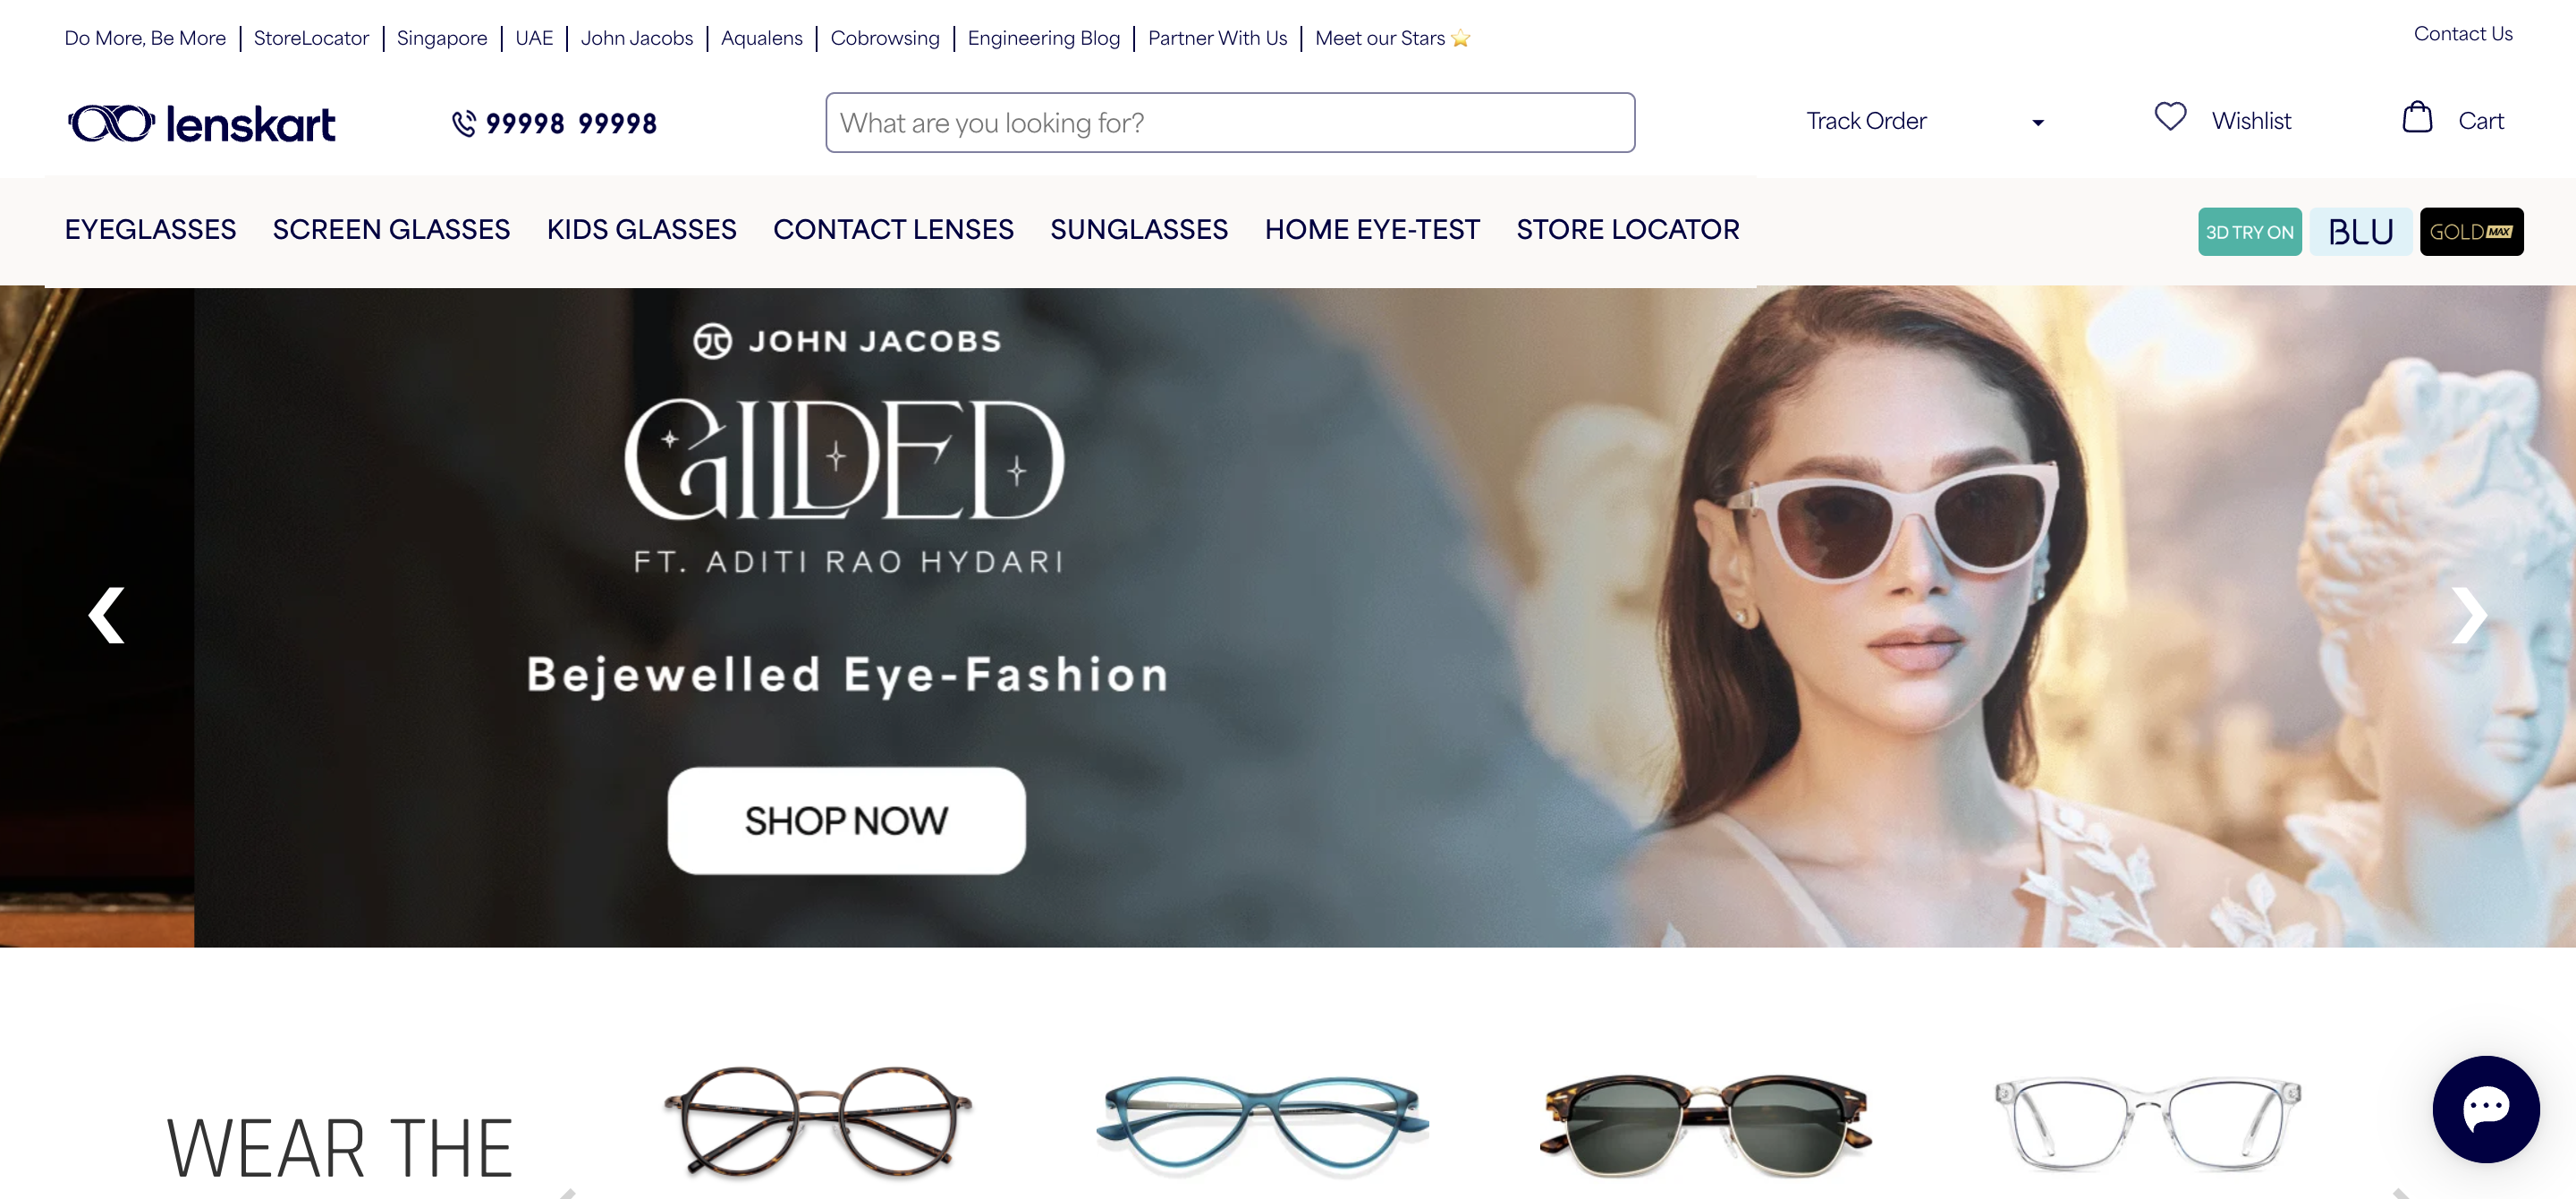 Do More, Be More | StoreLocator | Singapore | UAE | John Jacobs | Aqualens | Cobrowsing | Engineering Blog | Partner With Us | Meet our Stars ⭐
Contact Us
lenskart
99998 99998
What are you looking for?
Track Order
Wishlist
Cart
EYEGLASSES SCREEN GLASSES KIDS GLASSES CONTACT LENSES SUNGLASSES HOME EYE-TEST STORE LOCATOR
3D TRY ON
BLU
GOLD MAX
JOHN JACOBS
GILDED
FT. ADITI RAO HYDARI
Bejewelled Eye-Fashion
SHOP NOW
WEAR THE